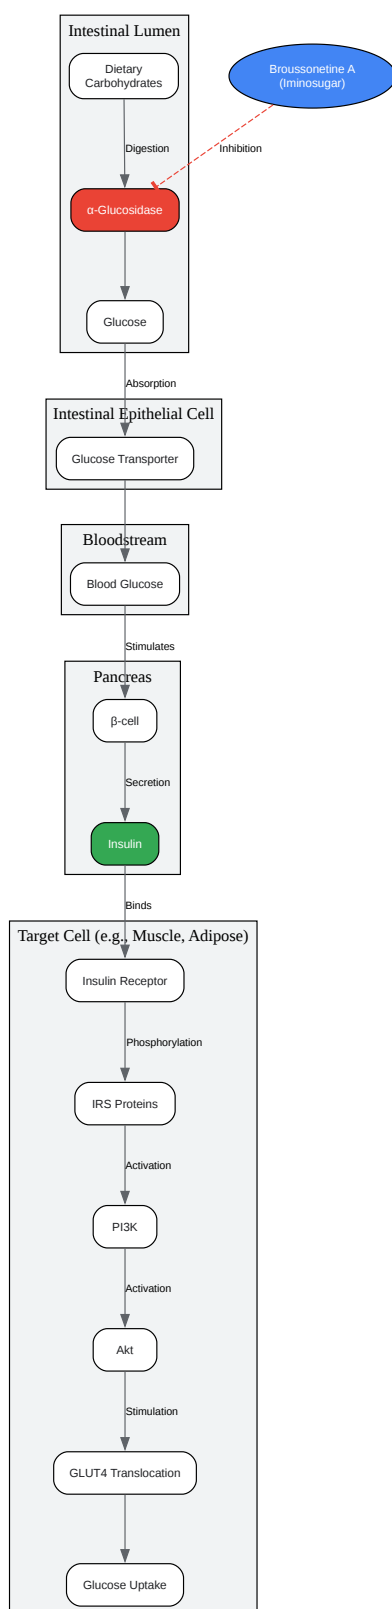 Intestinal Lumen
Dietary
Carbohydrates
Broussonetine A
(Iminosugar)
Digestion
Inhibition
α-Glucosidase
Glucose
Absorption
Intestinal Epithelial Cell
Glucose Transporter
Bloodstream
Blood Glucose
Stimulates
Pancreas
β-cell
Secretion
Insulin
Binds
Target Cell (e.g., Muscle, Adipose)
Insulin Receptor
Phosphorylation
IRS Proteins
Activation
PI3K
Activation
Akt
Stimulation
GLUT4 Translocation
Glucose Uptake